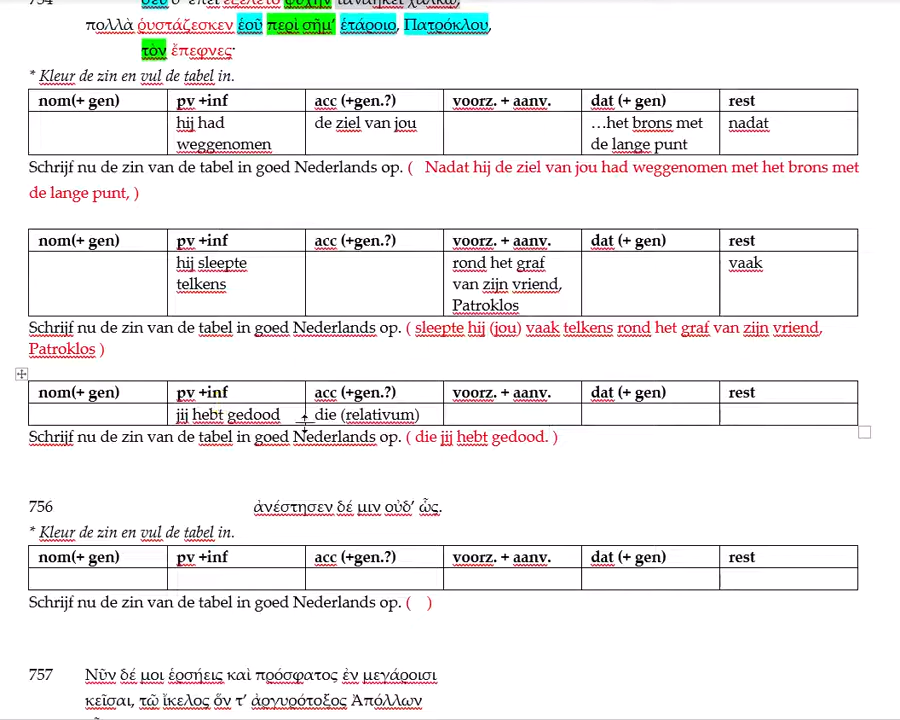 πολλὰ ῥυστάζεσκεν ἑοῦ περὶ σῆμ’ ἑτάροιο, Πατρόκλου,
τὸν ἔπεφνες·
* Kleur de zin en vul de tabel in.
nom(+ gen) pv +inf acc (+gen.?) voorz. + aanv. dat (+ gen) rest
hij had de ziel van jou …het brons met nadat
weggenomen de lange punt
Schrijf nu de zin van de tabel in goed Nederlands op. ( Nadat hij de ziel van jou had weggenomen met het brons met
de lange punt, )
nom(+ gen) pv +inf acc (+gen.?) voorz. + aanv. dat (+ gen) rest
hij sleepte rond het graf vaak
telkens van zijn vriend,
Patroklos
Schrijf nu de zin van de tabel in goed Nederlands op. ( sleepte hij (jou) vaak telkens rond het graf van zijn vriend,
Patroklos )
nom(+ gen) pv +inf acc (+gen.?) voorz. + aanv. dat (+ gen) rest
jij hebt gedood die (relativum)
Schrijf nu de zin van de tabel in goed Nederlands op. ( die jij hebt gedood. )
756 ἀνέστησεν δέ μιν οὐδ’ ὧς.
* Kleur de zin en vul de tabel in.
nom(+ gen) pv +inf acc (+gen.?) voorz. + aanv. dat (+ gen) rest
Schrijf nu de zin van de tabel in goed Nederlands op. ( )
757 Νῦν δέ μοι ἑρσήεις καὶ πρόσφατος ἐν μεγάροισι
κεῖσαι, τῷ ἴκελος ὅν τ’ ἀργυρότοξος Ἀπόλλων